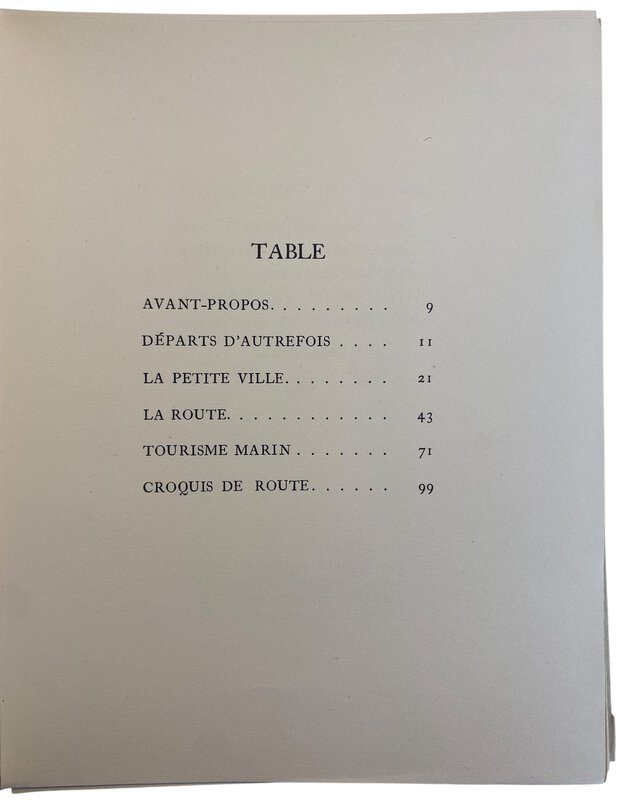 TABLE
AVANT-PROPOS. . . . . . . . . 9
DÉPARTS D'AUTREFOIS . . . . 11
LA PETITE VILLE. . . . . . . . 21
LA ROUTE. . . . . . . . . . . . 43
TOURISME MARIN . . . . . . . 71
CROQUIS DE ROUTE. . . . . . 99